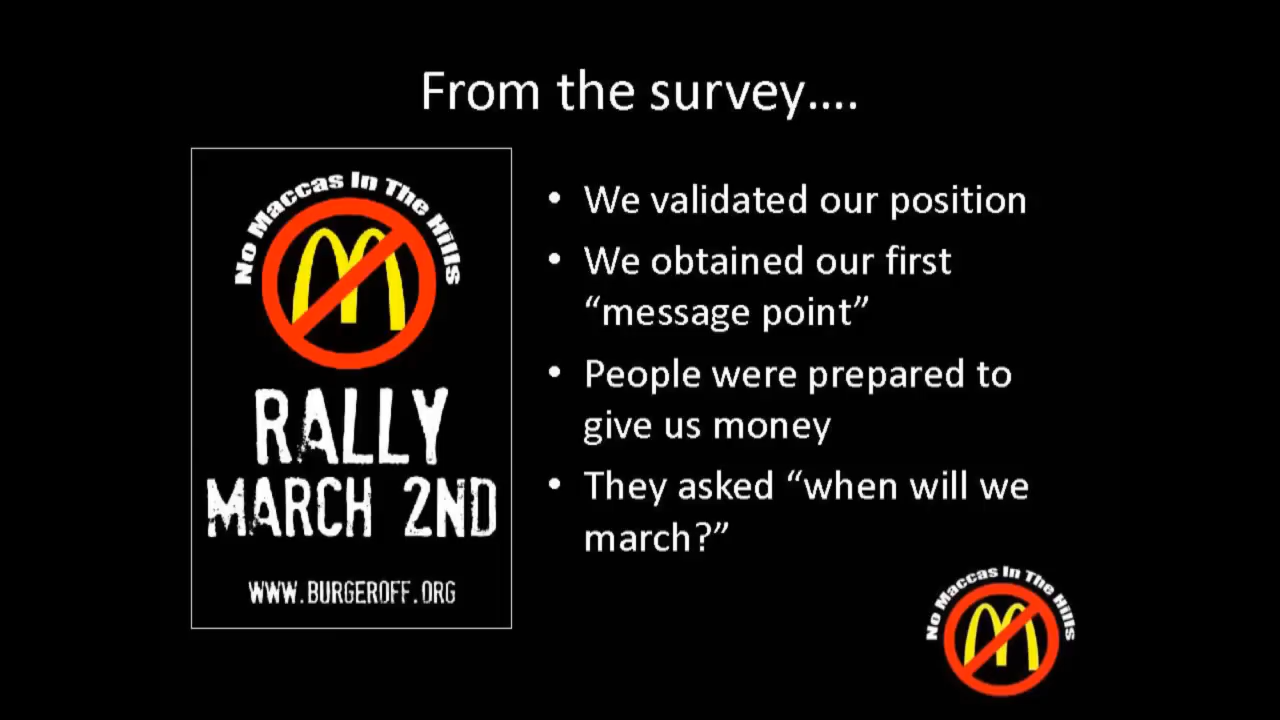 From the survey....
No Maccas In The Hills
RALLY
MARCH 2ND
WWW.BURGEROFF.ORG
• We validated our position
• We obtained our first
“message point”
• People were prepared to
give us money
• They asked “when will we
march?”
No Maccas In The Hills